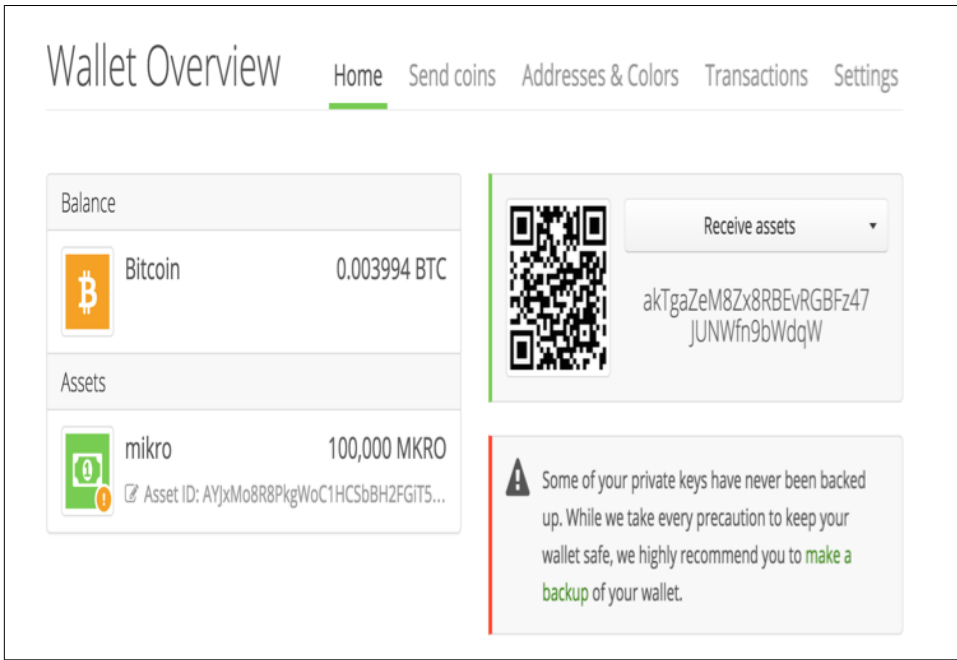 Wallet Overview
Home Send coins Addresses & Colors Transactions Settings
Balance
Bitcoin 0.003994 BTC
Assets
mikro 100,000 MKRO
Asset ID: AYJxMo8R8PkgWoC1HCSbBH2FGiT5...
Receive assets
akTgaZeM8Zx8RBEvRGBFz47
JUNWfn9bWdqW
Some of your private keys have never been backed
up. While we take every precaution to keep your
wallet safe, we highly recommend you to make a
backup of your wallet.